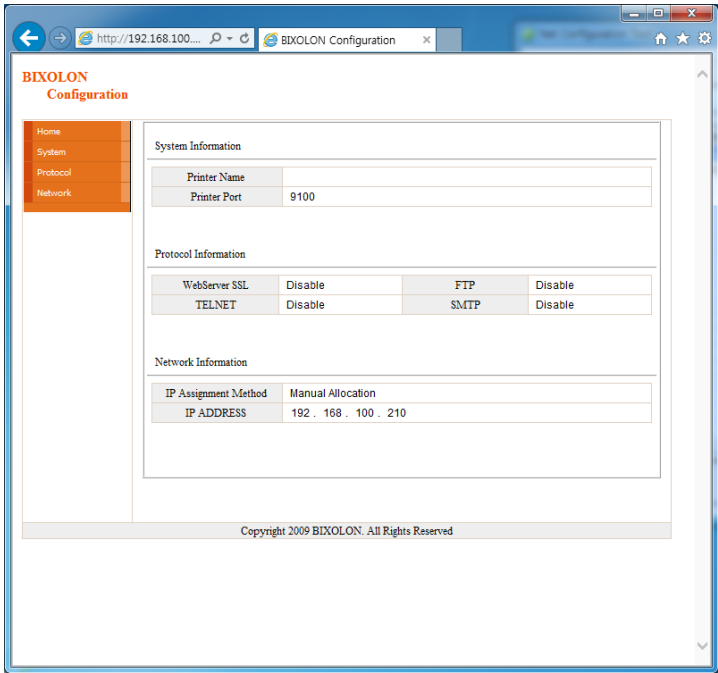 http://192.168.100....
BIXOLON Configuration
BIXOLON
Configuration
Home
System
Protocol
Network
System Information
Printer Name
Printer Port 9100
Protocol Information
WebServer SSL Disable FTP Disable
TELNET Disable SMTP Disable
Network Information
IP Assignment Method Manual Allocation
IP ADDRESS 192 . 168 . 100 . 210
Copyright 2009 BIXOLON. All Rights Reserved